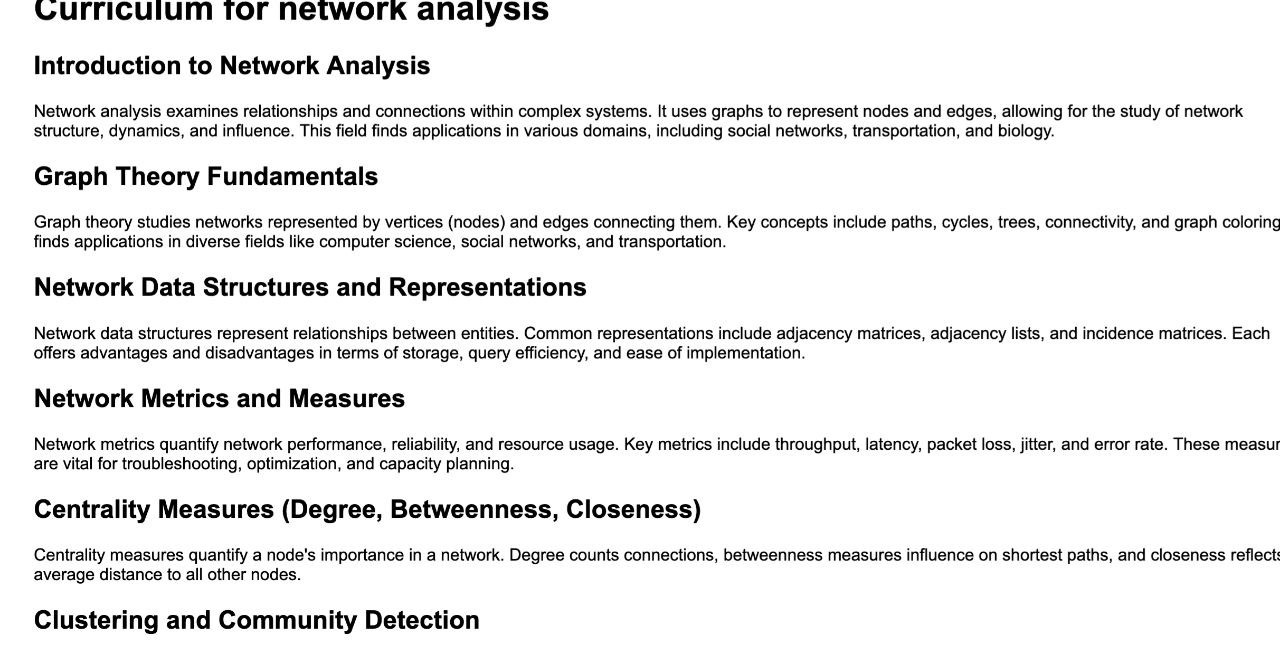 Curriculum for network analysis
Introduction to Network Analysis
Network analysis examines relationships and connections within complex systems. It uses graphs to represent nodes and edges, allowing for the study of network
structure, dynamics, and influence. This field finds applications in various domains, including social networks, transportation, and biology.
Graph Theory Fundamentals
Graph theory studies networks represented by vertices (nodes) and edges connecting them. Key concepts include paths, cycles, trees, connectivity, and graph coloring
finds applications in diverse fields like computer science, social networks, and transportation.
Network Data Structures and Representations
Network data structures represent relationships between entities. Common representations include adjacency matrices, adjacency lists, and incidence matrices. Each
offers advantages and disadvantages in terms of storage, query efficiency, and ease of implementation.
Network Metrics and Measures
Network metrics quantify network performance, reliability, and resource usage. Key metrics include throughput, latency, packet loss, jitter, and error rate. These measur
are vital for troubleshooting, optimization, and capacity planning.
Centrality Measures (Degree, Betweenness, Closeness)
Centrality measures quantify a node's importance in a network. Degree counts connections, betweenness measures influence on shortest paths, and closeness reflects
average distance to all other nodes.
Clustering and Community Detection